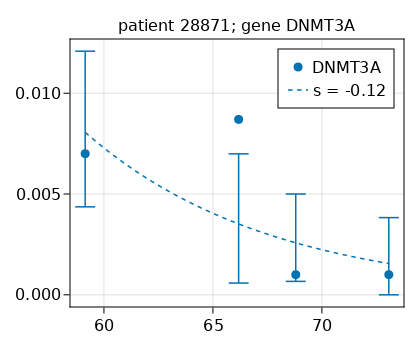 patient 28871; gene DNMT3A
DNMT3A
s = -0.12
0.010
0.005
0.000
60
65
70